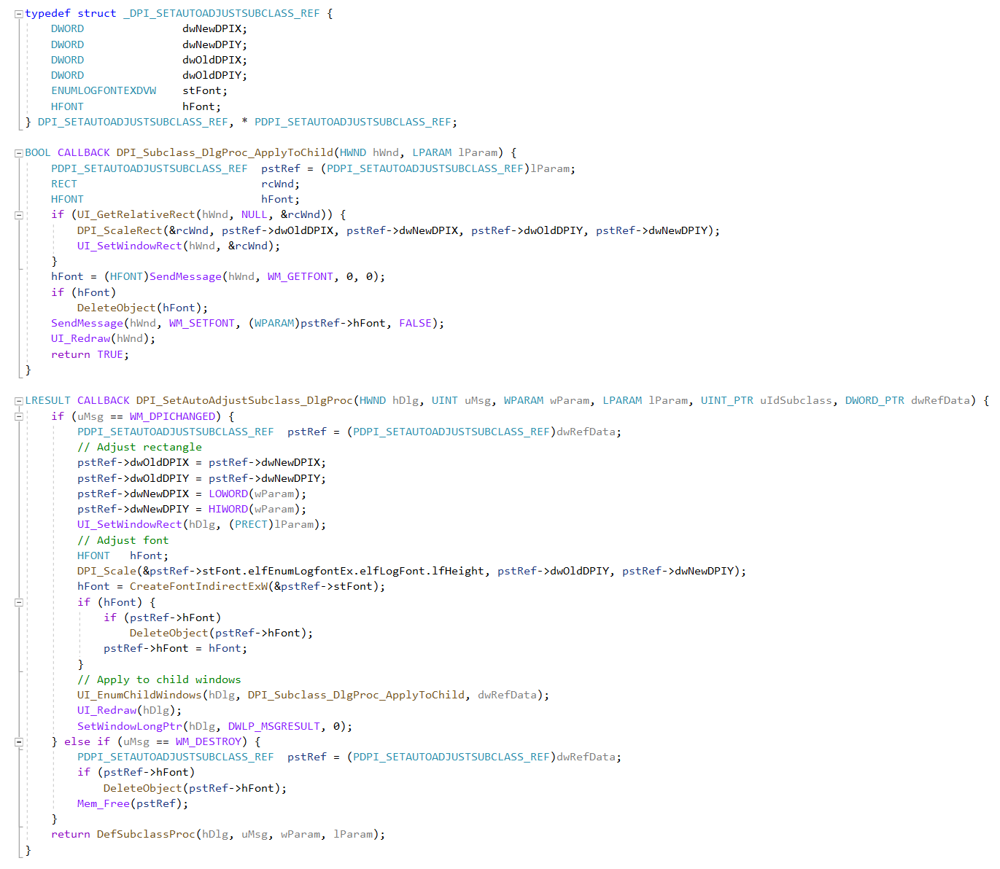 typedef struct _DPI_SETAUTOADJUSTSUBCLASS_REF {
    DWORD               dwNewDPIX;
    DWORD               dwNewDPIY;
    DWORD               dwOldDPIX;
    DWORD               dwOldDPIY;
    ENUMLOGFONTEXDVW    stFont;
    HFONT               hFont;
} DPI_SETAUTOADJUSTSUBCLASS_REF, * PDPI_SETAUTOADJUSTSUBCLASS_REF;

BOOL CALLBACK DPI_Subclass_DlgProc_ApplyToChild(HWND hWnd, LPARAM lParam) {
    PDPI_SETAUTOADJUSTSUBCLASS_REF  pstRef = (PDPI_SETAUTOADJUSTSUBCLASS_REF)lParam;
    RECT                            rcWnd;
    HFONT                           hFont;
    if (UI_GetRelativeRect(hWnd, NULL, &rcWnd)) {
        DPI_ScaleRect(&rcWnd, pstRef->dwOldDPIX, pstRef->dwNewDPIX, pstRef->dwOldDPIY, pstRef->dwNewDPIY);
        UI_SetWindowRect(hWnd, &rcWnd);
    }
    hFont = (HFONT)SendMessage(hWnd, WM_GETFONT, 0, 0);
    if (hFont)
        DeleteObject(hFont);
    SendMessage(hWnd, WM_SETFONT, (WPARAM)pstRef->hFont, FALSE);
    UI_Redraw(hWnd);
    return TRUE;
}

LRESULT CALLBACK DPI_SetAutoAdjustSubclass_DlgProc(HWND hDlg, UINT uMsg, WPARAM wParam, LPARAM lParam, UINT_PTR uIdSubclass, DWORD_PTR dwRefData) {
    if (uMsg == WM_DPICHANGED) {
        PDPI_SETAUTOADJUSTSUBCLASS_REF  pstRef = (PDPI_SETAUTOADJUSTSUBCLASS_REF)dwRefData;
        // Adjust rectangle
        pstRef->dwOldDPIX = pstRef->dwNewDPIX;
        pstRef->dwOldDPIY = pstRef->dwNewDPIY;
        pstRef->dwNewDPIX = LOWORD(wParam);
        pstRef->dwNewDPIY = HIWORD(wParam);
        UI_SetWindowRect(hDlg, (PRECT)lParam);
        // Adjust font
        HFONT   hFont;
        DPI_Scale(&pstRef->stFont.elfEnumLogfontEx.elfLogFont.lfHeight, pstRef->dwOldDPIY, pstRef->dwNewDPIY);
        hFont = CreateFontIndirectExW(&pstRef->stFont);
        if (hFont) {
            if (pstRef->hFont)
                DeleteObject(pstRef->hFont);
            pstRef->hFont = hFont;
        }
        // Apply to child windows
        UI_EnumChildWindows(hDlg, DPI_Subclass_DlgProc_ApplyToChild, dwRefData);
        UI_Redraw(hDlg);
        SetWindowLongPtr(hDlg, DWLP_MSGRESULT, 0);
    } else if (uMsg == WM_DESTROY) {
        PDPI_SETAUTOADJUSTSUBCLASS_REF  pstRef = (PDPI_SETAUTOADJUSTSUBCLASS_REF)dwRefData;
        if (pstRef->hFont)
            DeleteObject(pstRef->hFont);
        Mem_Free(pstRef);
    }
    return DefSubclassProc(hDlg, uMsg, wParam, lParam);
}